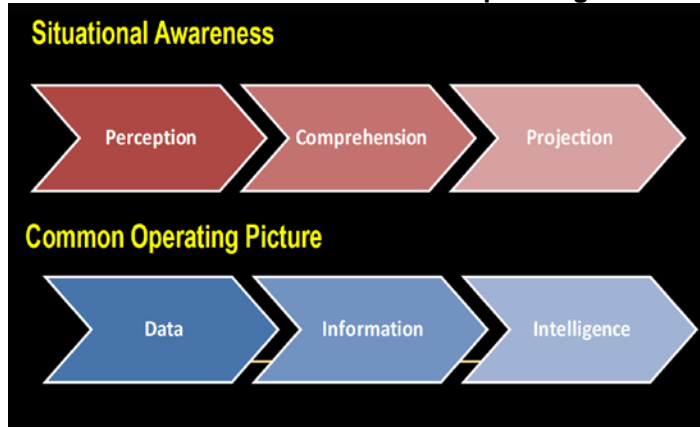 Situational Awareness
Perception Comprehension Projection
Common Operating Picture
Data Information Intelligence